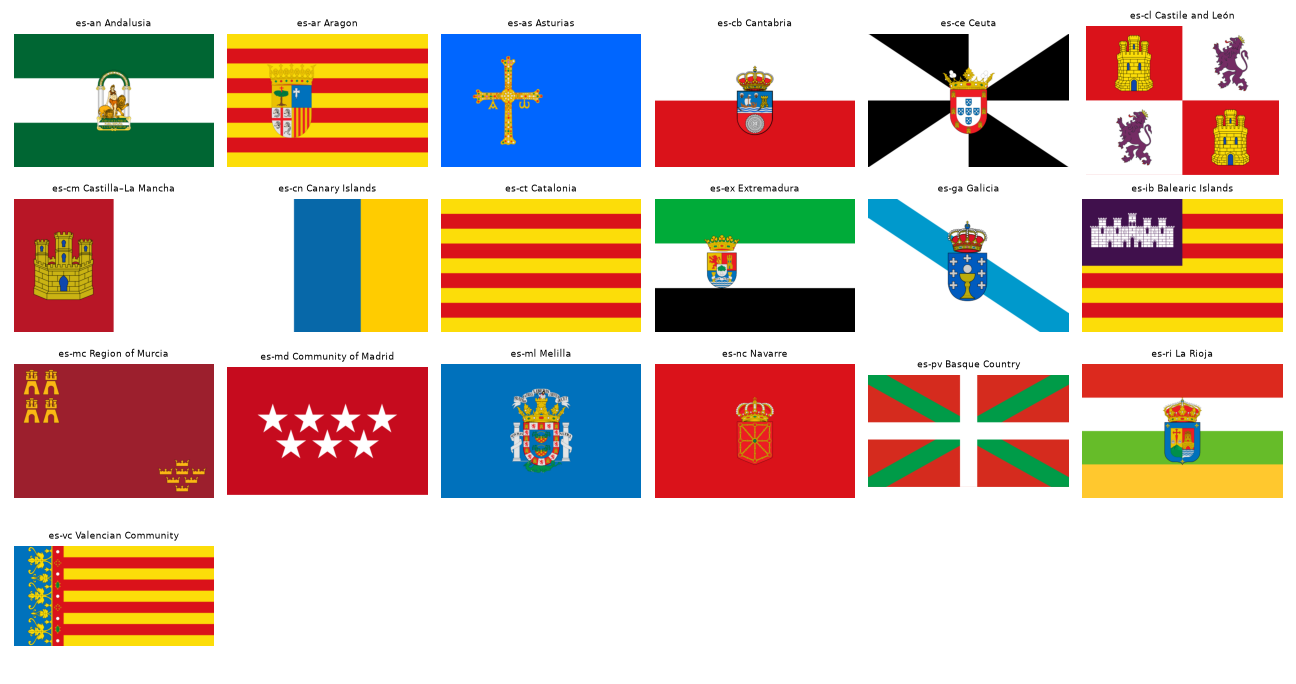 es-an Andalusia
es-ar Aragon
es-as Asturias
es-cb Cantabria
es-ce Ceuta
es-cl Castile and León
es-cm Castilla–La Mancha
es-cn Canary Islands
es-ct Catalonia
es-ex Extremadura
es-ga Galicia
es-ib Balearic Islands
es-mc Region of Murcia
es-md Community of Madrid
es-ml Melilla
es-nc Navarre
es-pv Basque Country
es-ri La Rioja
es-vc Valencian Community